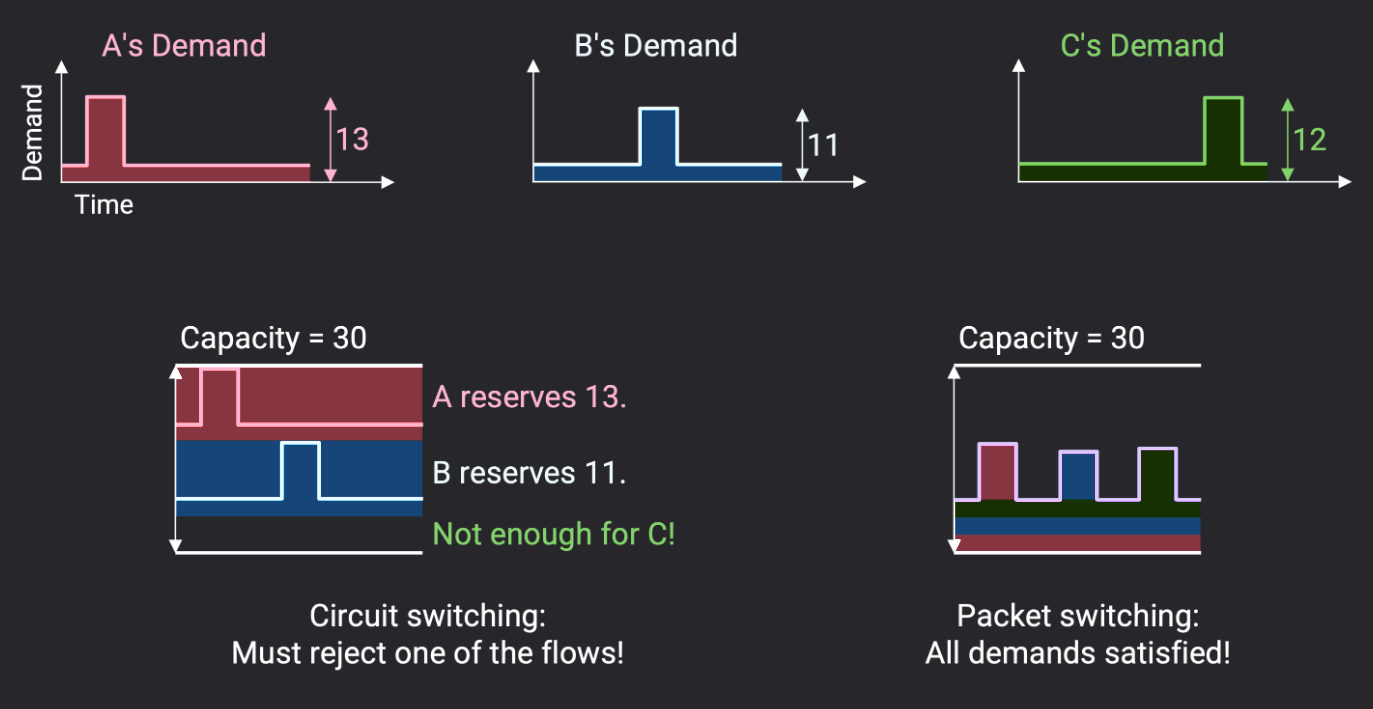 A's Demand
B's Demand
C's Demand
Demand
13
11
12
Time
Capacity = 30
Capacity = 30
A reserves 13.
B reserves 11.
Not enough for C!
Circuit switching:
Must reject one of the flows!
Packet switching:
All demands satisfied!